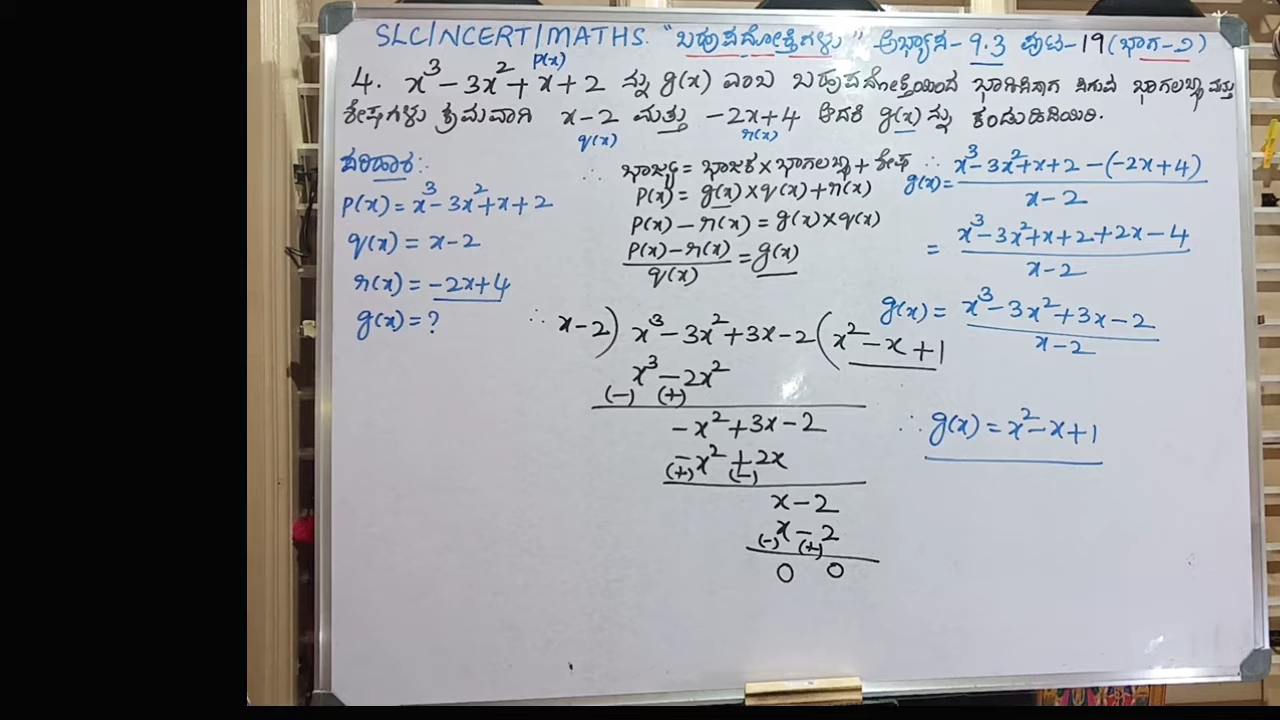 SLC/NCERT/MATHS. "ಬಹುಪದೋಕ್ತಿಗಳು" ಅಭ್ಯಾಸ-9.3 ಪುಟ-19 (ಭಾಗ-೨)
P(x)
4. x³ - 3x² + x + 2 ನ್ನು g(x) ಎಂಬ ಬಹುಪದೋಕ್ತಿಯಿಂದ ಭಾಗಿಸಿದಾಗ ಸಿಗುವ ಭಾಗಲಬ್ಧ ಮತ್ತು
ಶೇಷಗಳು ಕ್ರಮವಾಗಿ x-2 ಮತ್ತು -2x+4 ಆದರೆ g(x) ನ್ನು ಕಂಡುಹಿಡಿಯಿರಿ.
q(x) r(x)
ಪರಿಹಾರ:
P(x) = x³ - 3x² + x + 2
q(x) = x-2
r(x) = -2x+4
g(x) = ?
∴ ಭಾಜ್ಯ = ಭಾಜಕ × ಭಾಗಲಬ್ಧ + ಶೇಷ
P(x) = g(x) × q(x) + r(x)
P(x) - r(x) = g(x) × q(x)
P(x) - r(x)
q(x)
= g(x)
∴ x³ - 3x² + x + 2 - (-2x+4)
g(x) =
x-2
= x³ - 3x² + x + 2 + 2x - 4
x-2
g(x) = x³ - 3x² + 3x - 2
x-2
∴ x-2) x³ - 3x² + 3x - 2 (x² - x + 1
x³ - 2x²
(-) (+)
-x² + 3x - 2
-x² + 2x
(+) (-)
x - 2
x - 2
(-) (+)
0 0
∴ g(x) = x² - x + 1